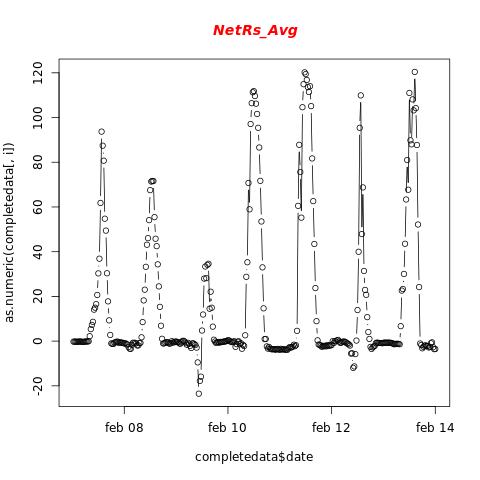 NetRs_Avg
as.numeric(completedata[, i])
120
100
80
60
40
20
0
-20
feb 08
feb 10
feb 12
feb 14
completedata$date